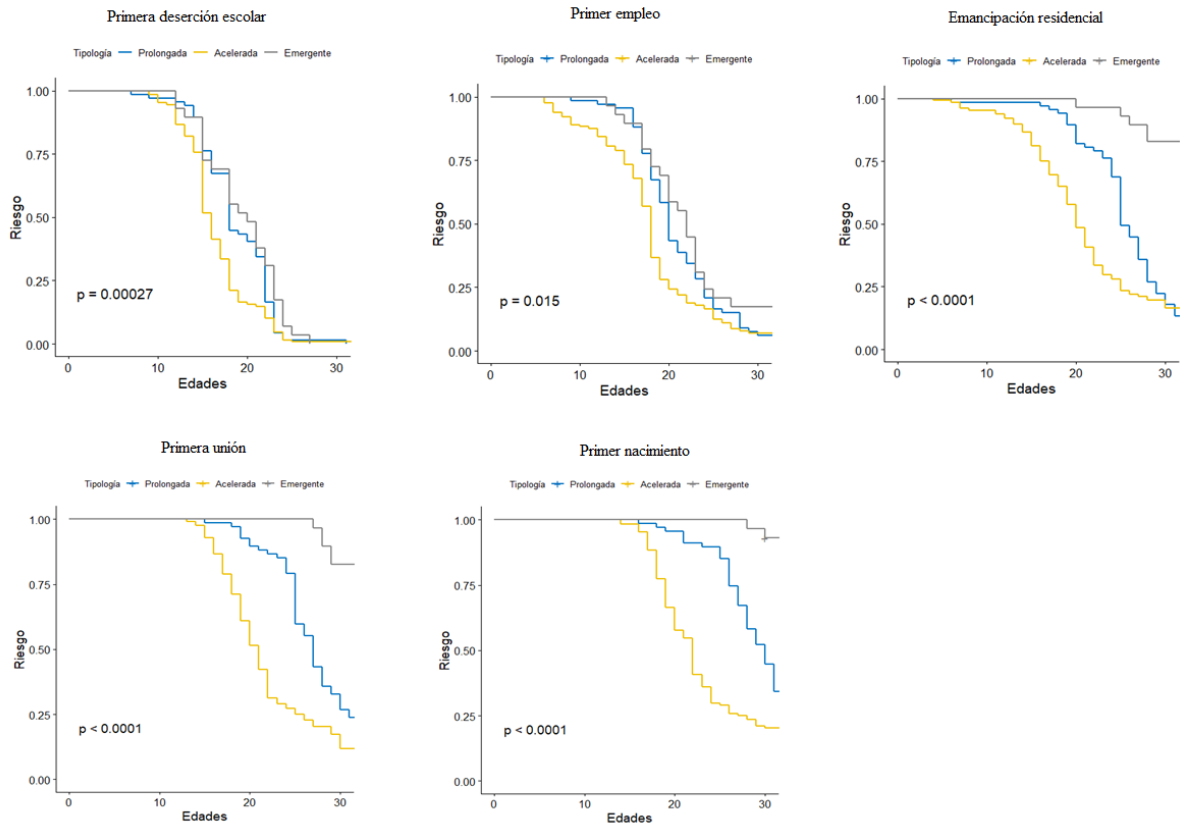 Primera deserción escolar
Tipología Prolongada Acelerada Emergente
1.00
0.75
0.50
0.25
0.00
Riesgo
p = 0.00027
0 10 20 30
Edades
Primer empleo
Tipología Prolongada Acelerada Emergente
1.00
0.75
0.50
0.25
0.00
Riesgo
p = 0.015
0 10 20 30
Edades
Emancipación residencial
Tipología Prolongada Acelerada Emergente
1.00
0.75
0.50
0.25
0.00
Riesgo
p < 0.0001
0 10 20 30
Edades
Primera unión
Tipología Prolongada Acelerada Emergente
1.00
0.75
0.50
0.25
0.00
Riesgo
p < 0.0001
0 10 20 30
Edades
Primer nacimiento
Tipología Prolongada Acelerada Emergente
1.00
0.75
0.50
0.25
0.00
Riesgo
p < 0.0001
0 10 20 30
Edades